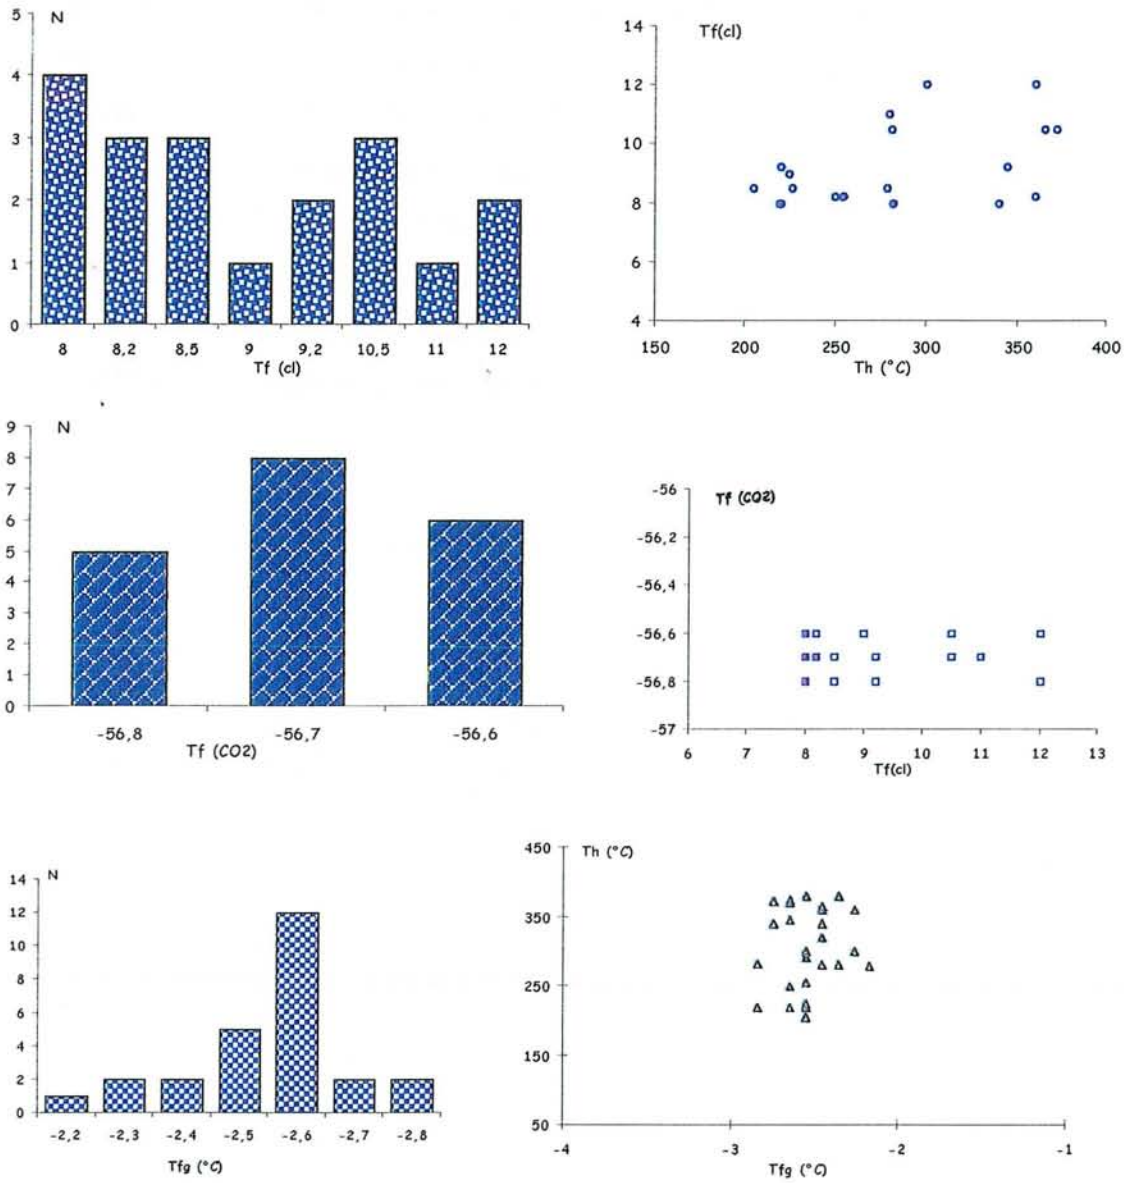 5
N
4
3
2
1
0
8 8,2 8,5 9 9,2 10,5 11 12
Tf (cl)
14
Tf(cl)
12
10
8
6
4
150 200 250 300 350 400
Th (°C)
9
N
8
7
6
5
4
3
2
1
0
-56,8 -56,7 -56,6
Tf (CO2)
-56
Tf (CO2)
-56,2
-56,4
-56,6
-56,8
-57
6 7 8 9 10 11 12 13
Tf(cl)
14
N
12
10
8
6
4
2
0
-2,2 -2,3 -2,4 -2,5 -2,6 -2,7 -2,8
Tfg (°C)
450
Th (°C)
350
250
150
50
-4 -3 -2 -1
Tfg (°C)